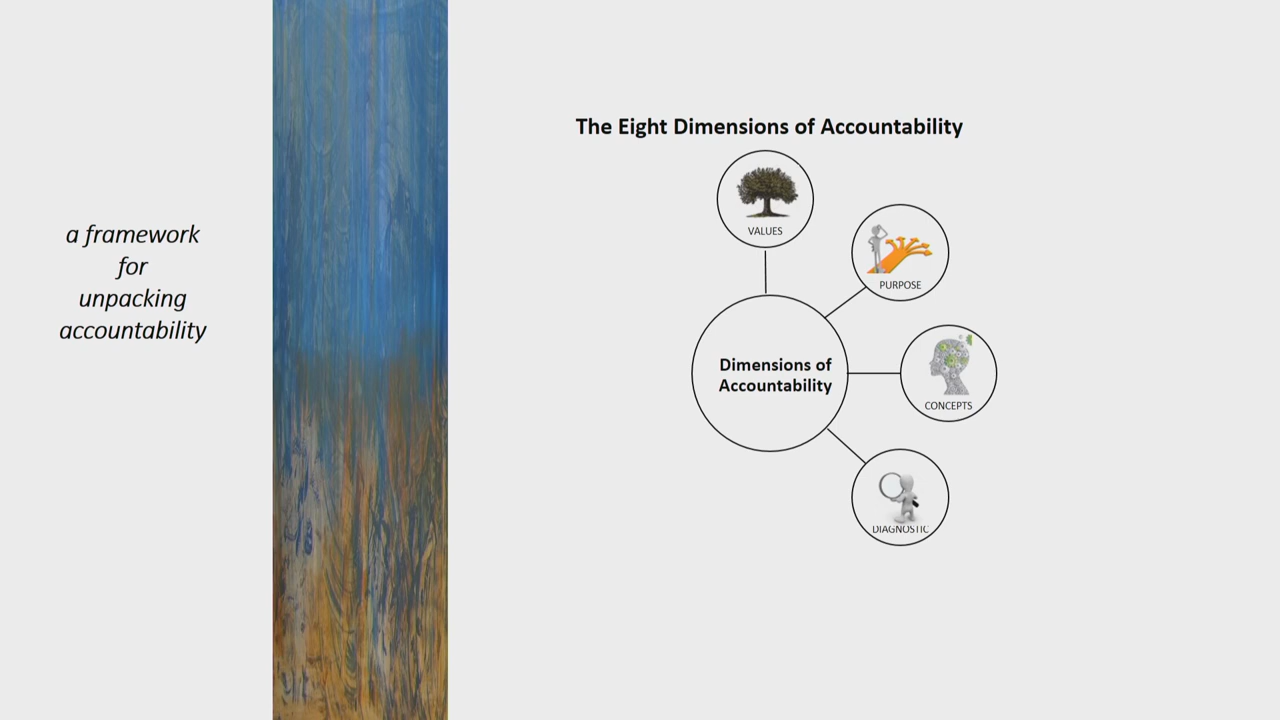 a framework
for
unpacking
accountability
The Eight Dimensions of Accountability
VALUES
PURPOSE
Dimensions of
Accountability
CONCEPTS
DIAGNOSTIC